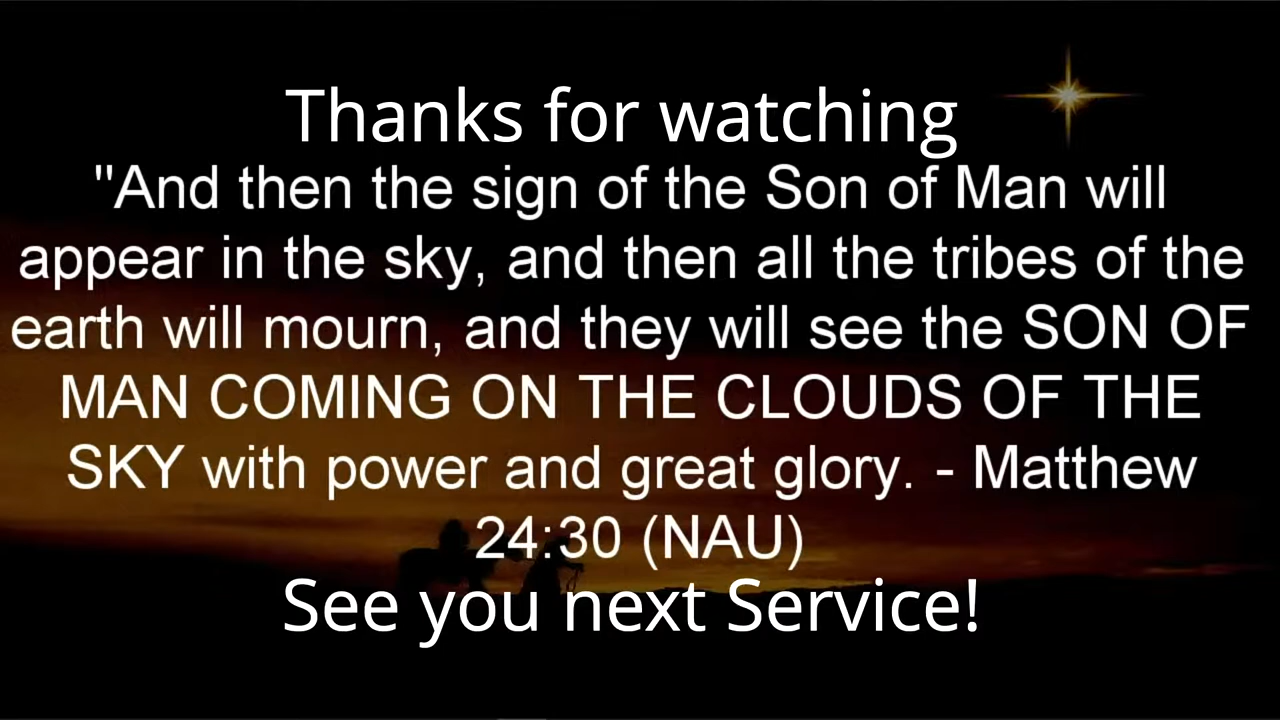 Thanks for watching
"And then the sign of the Son of Man will
appear in the sky, and then all the tribes of the
earth will mourn, and they will see the SON OF
MAN COMING ON THE CLOUDS OF THE
SKY with power and great glory. - Matthew
24:30 (NAU)
See you next Service!